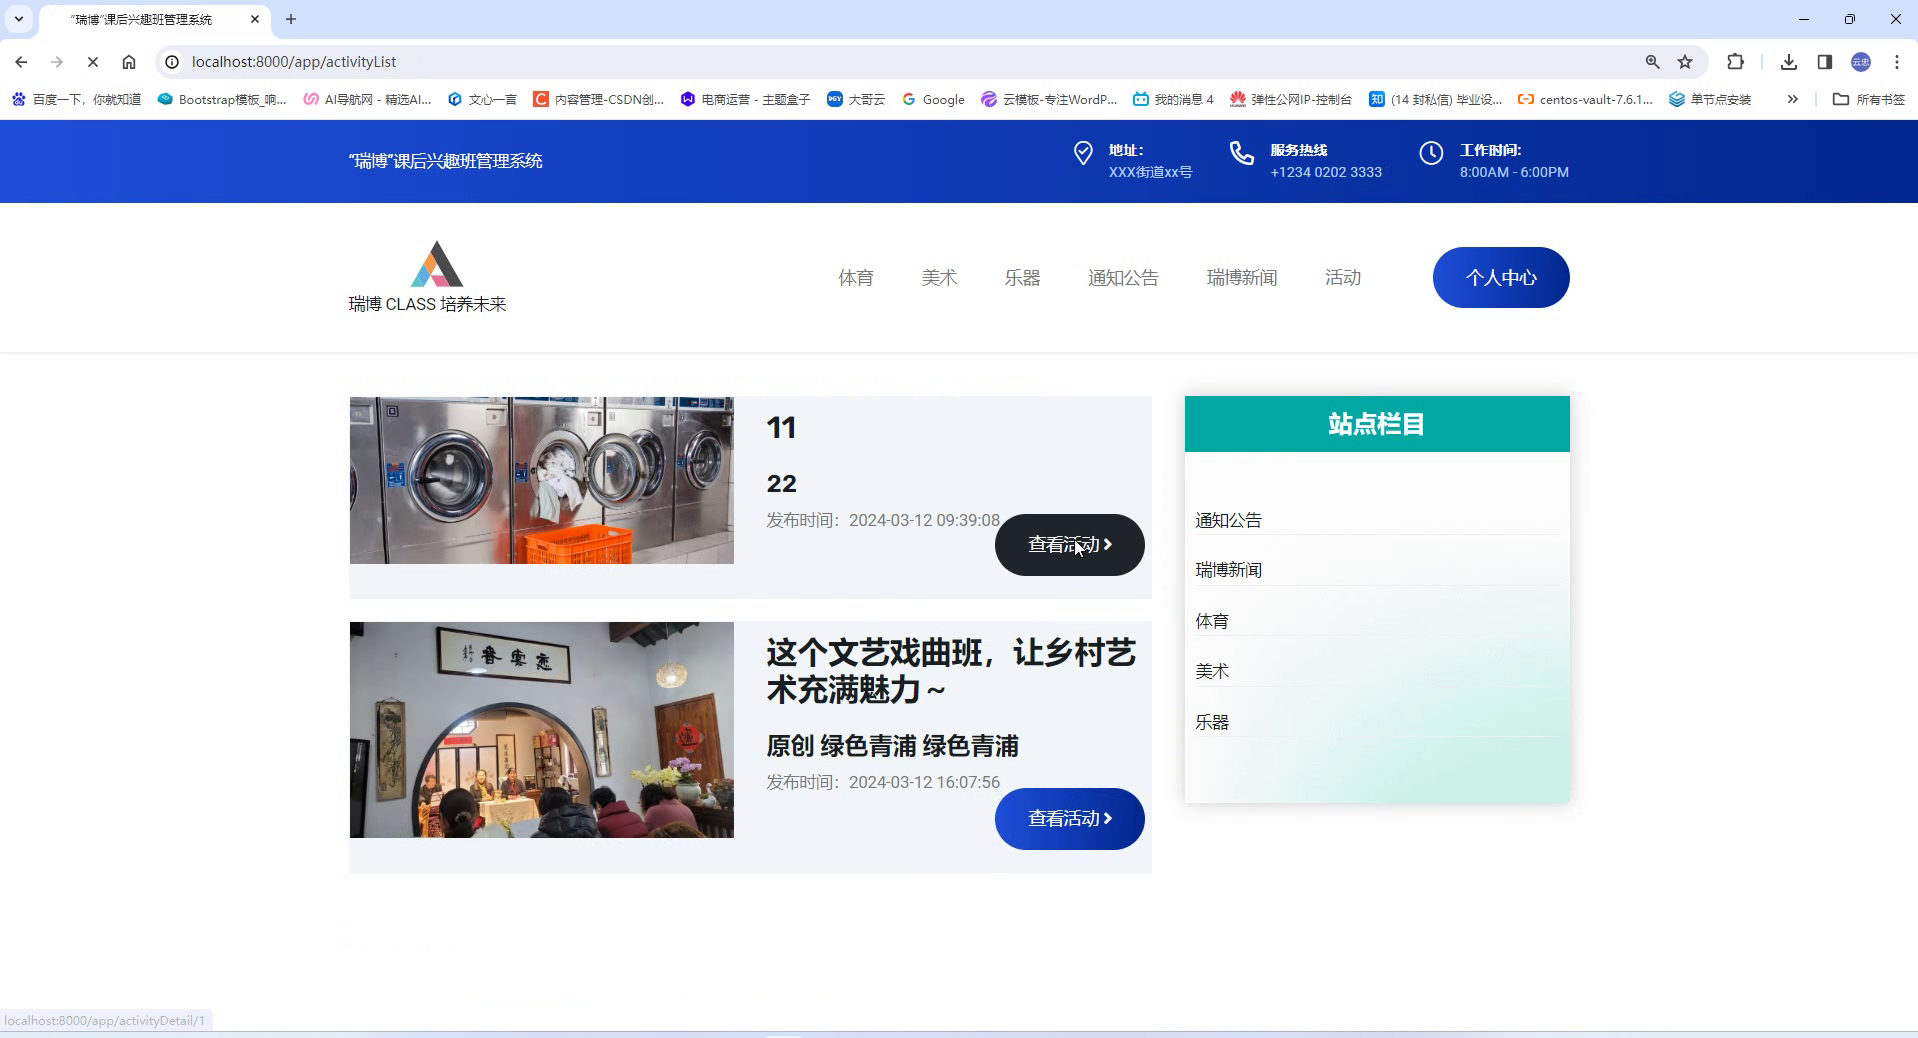 “瑞博”课后兴趣班管理系统
localhost:8000/app/activityList
百度一下，你就知道
Bootstrap模板_响...
AI导航网 - 精选AI...
文心一言
内容管理-CSDN创...
电商运营 - 主题盒子
大哥云
Google
云模板-专注WordP...
我的消息 4
弹性公网IP-控制台
(14 封私信) 毕业设...
centos-vault-7.6.1...
单节点安装
所有书签
“瑞博”课后兴趣班管理系统
地址：
XXX街道xx号
服务热线
+1234 0202 3333
工作时间:
8:00AM - 6:00PM
瑞博 CLASS 培养未来
体育
美术
乐器
通知公告
瑞博新闻
活动
个人中心
11
22
发布时间：2024-03-12 09:39:08
查看活动
这个文艺戏曲班，让乡村艺
术充满魅力～
原创 绿色青浦 绿色青浦
发布时间：2024-03-12 16:07:56
查看活动
站点栏目
通知公告
瑞博新闻
体育
美术
乐器
localhost:8000/app/activityDetail/1